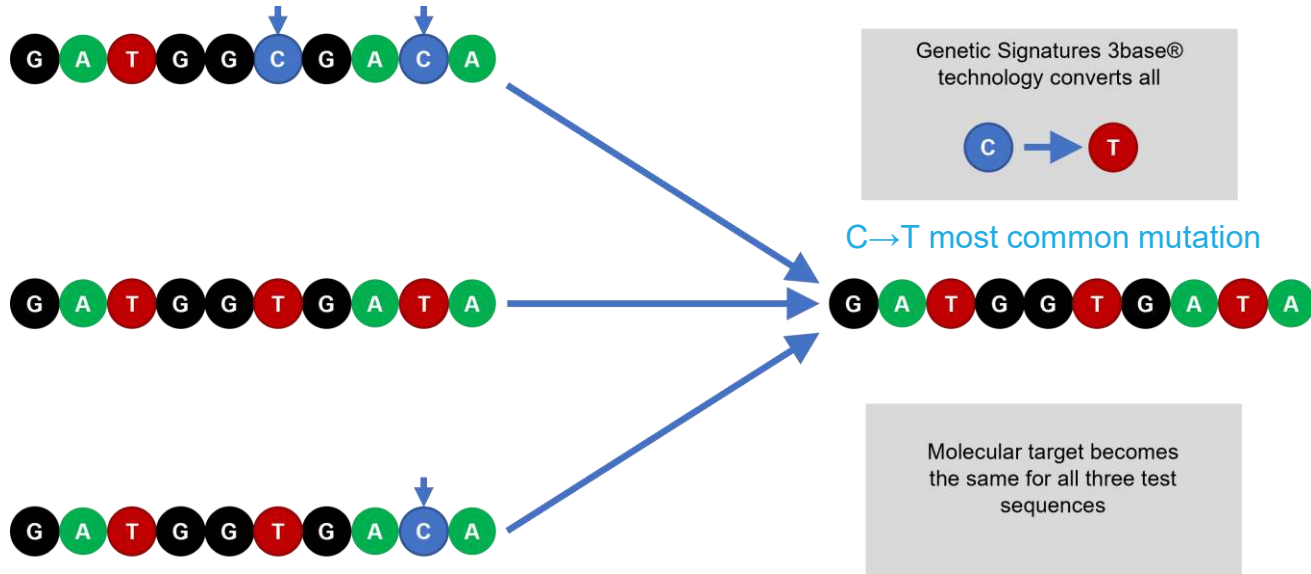 G A T G G C G A C A
Genetic Signatures 3base®
technology converts all
C T
C→T most common mutation
G A T G G T G A T A
G A T G G T G A T A
Molecular target becomes
the same for all three test
sequences
G A T G G T G A C A